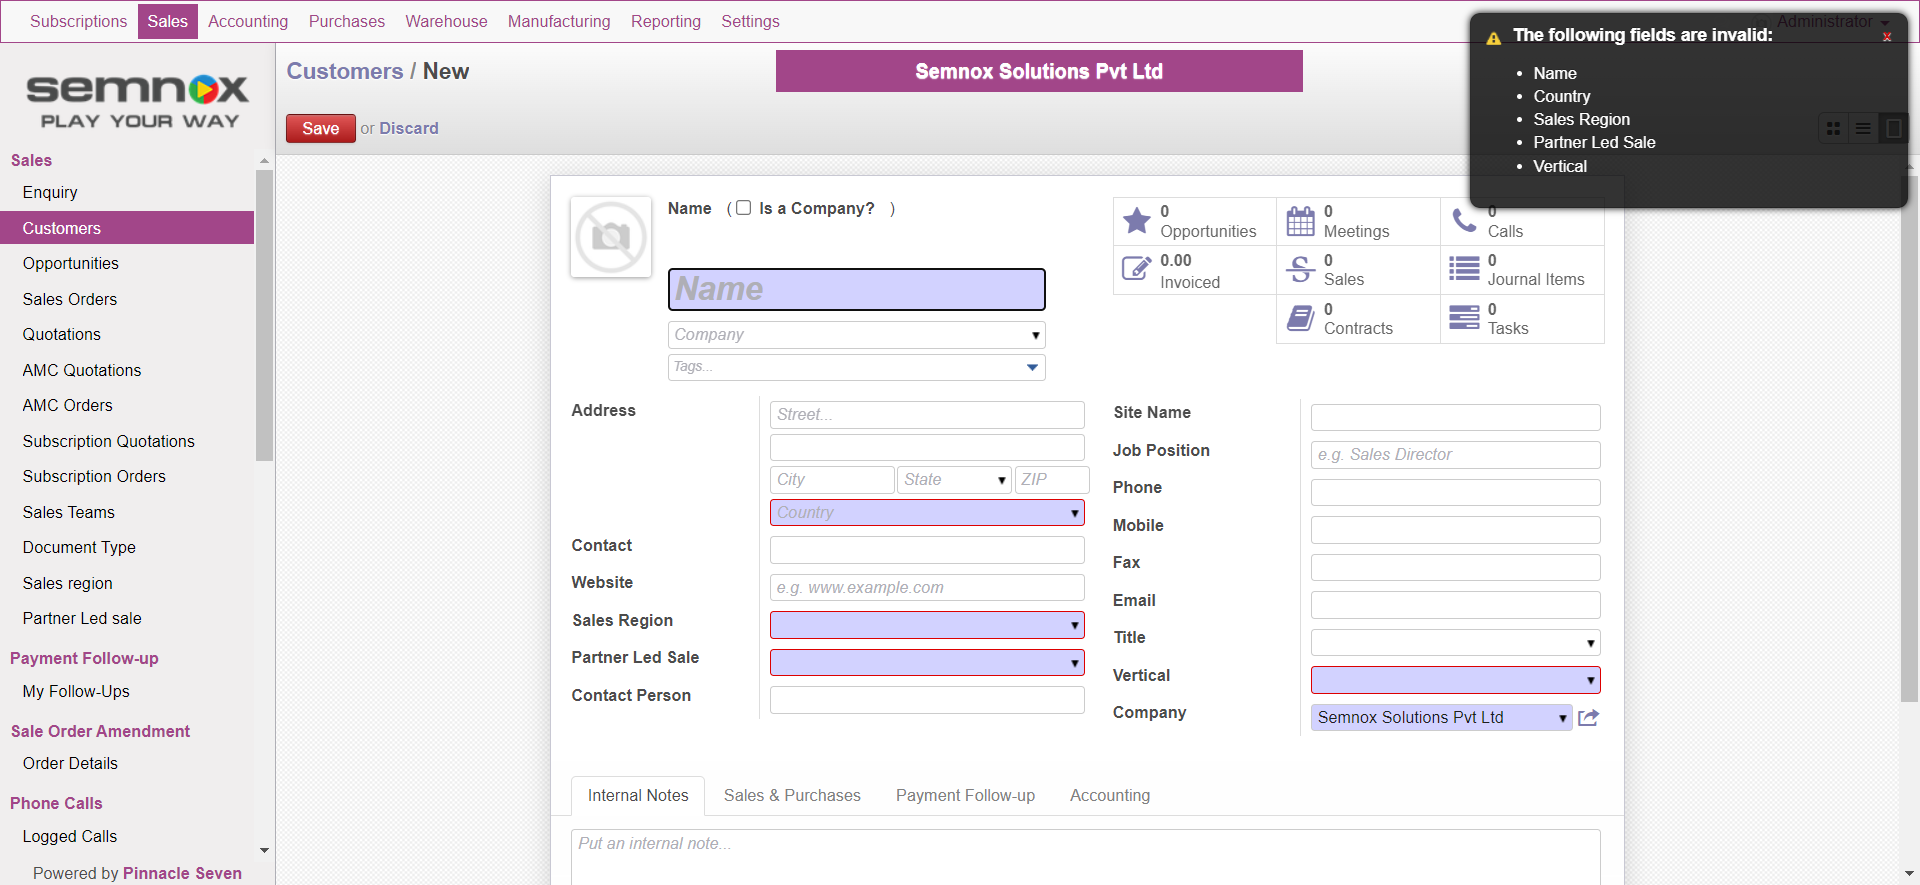 Subscriptions Sales Accounting Purchases Warehouse Manufacturing Reporting Settings Administrator
semnox
PLAY YOUR WAY
Sales
Enquiry
Customers
Opportunities
Sales Orders
Quotations
AMC Quotations
AMC Orders
Subscription Quotations
Subscription Orders
Sales Teams
Document Type
Sales region
Partner Led sale
Payment Follow-up
My Follow-Ups
Sale Order Amendment
Order Details
Phone Calls
Logged Calls
Powered by Pinnacle Seven
Customers / New
Semnox Solutions Pvt Ltd
Save or Discard
The following fields are invalid: x
• Name
• Country
• Sales Region
• Partner Led Sale
• Vertical
Name ( Is a Company? )
Name
Company
Tags...
0
Opportunities
0
Meetings
0
Calls
0.00
Invoiced
0
Sales
0
Journal Items
0
Contracts
0
Tasks
Address
Street...
City State ZIP
Country
Contact
Website e.g. www.example.com
Sales Region
Partner Led Sale
Contact Person
Site Name
Job Position e.g. Sales Director
Phone
Mobile
Fax
Email
Title
Vertical
Company Semnox Solutions Pvt Ltd
Internal Notes Sales & Purchases Payment Follow-up Accounting
Put an internal note...